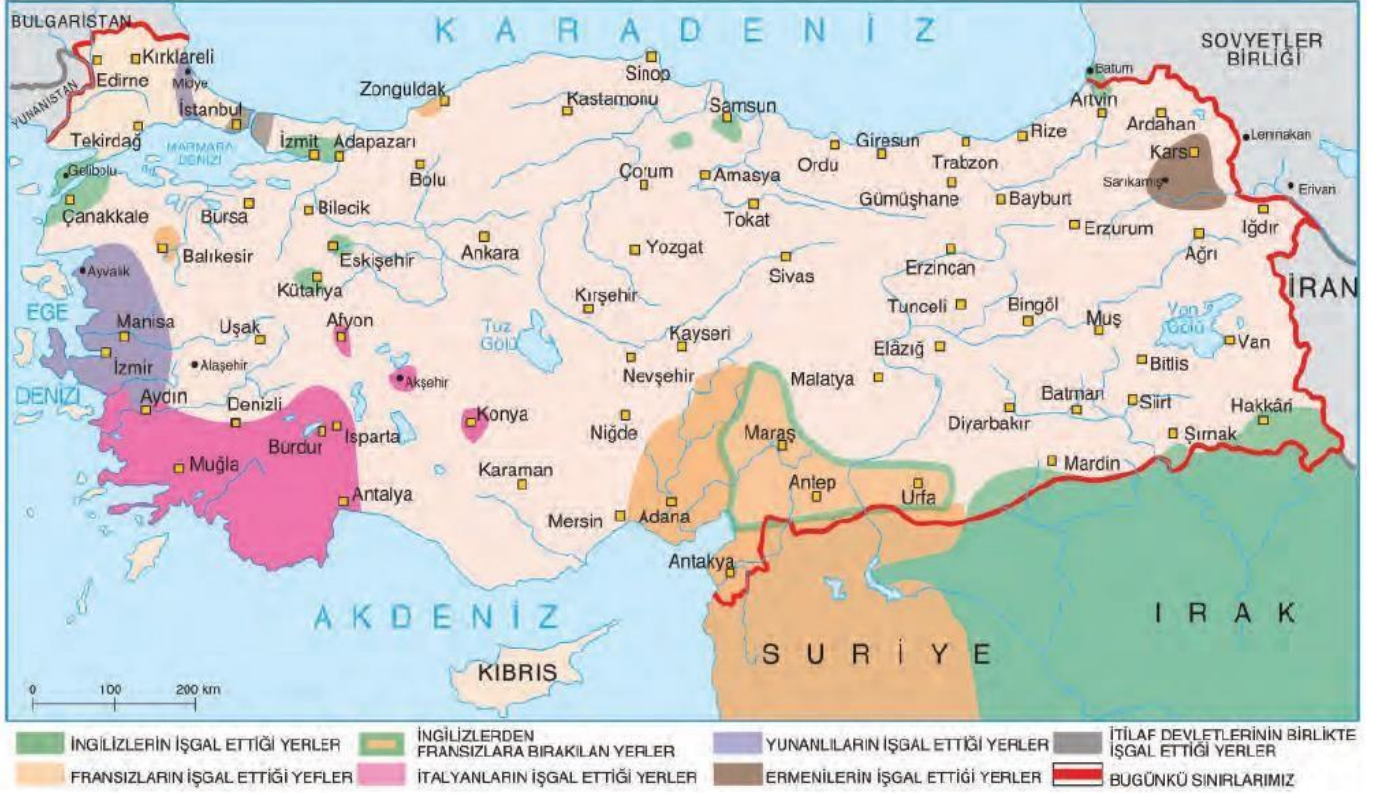 BULGARİSTAN
KARADENİZ
SOVYETLER
BİRLİĞİ
Kırklareli
Edirne
Midye
YUNANİSTAN
İstanbul
Tekirdağ
MARMARA
DENİZİ
Zonguldak
Sinop
Kastamonu
Samsun
Batum
Artvin
Ardahan
Leninakan
Rize
Giresun
Trabzon
Ordu
Kars
Sarıkamış
Erivan
İzmit
Adapazarı
Bolu
Gelibolu
Çanakkale
Bursa
Bilecik
Çorum
Amasya
Tokat
Gümüşhane
Bayburt
Erzurum
Iğdır
Ağrı
Balıkesir
Eskişehir
Kütahya
Ankara
Yozgat
Sivas
Erzincan
İRAN
Ayvalık
EGE
DENİZİ
Manisa
İzmir
Uşak
Afyon
Alaşehir
Akşehir
Tuz
Gölü
Kırşehir
Kayseri
Nevşehir
Tunceli
Bingöl
Muş
Van
Gölü
Van
Elâzığ
Bitlis
Malatya
Aydın
Denizli
Burdur
Isparta
Konya
Niğde
Maraş
Diyarbakır
Batman
Siirt
Hakkâri
Şırnak
Muğla
Antalya
Karaman
Mersin
Adana
Antep
Urfa
Mardin
Antakya
AKDENİZ
KIBRIS
SURİYE
IRAK
0 100 200 km
İNGİLİZLERİN İŞGAL ETTİĞİ YERLER
İNGİLİZLERDEN
FRANSIZLARA BIRAKILAN YERLER
YUNANLILARIN İŞGAL ETTİĞİ YERLER
İTİLAF DEVLETLERİNİN BİRLİKTE
İŞGAL ETTİĞİ YERLER
FRANSIZLARIN İŞGAL ETTİĞİ YEFLER
İTALYANLARIN İŞGAL ETTİĞİ YERLER
ERMENİLERİN İŞGAL ETTİĞİ YERLER
BUGÜNKÜ SINIRLARIMIZ